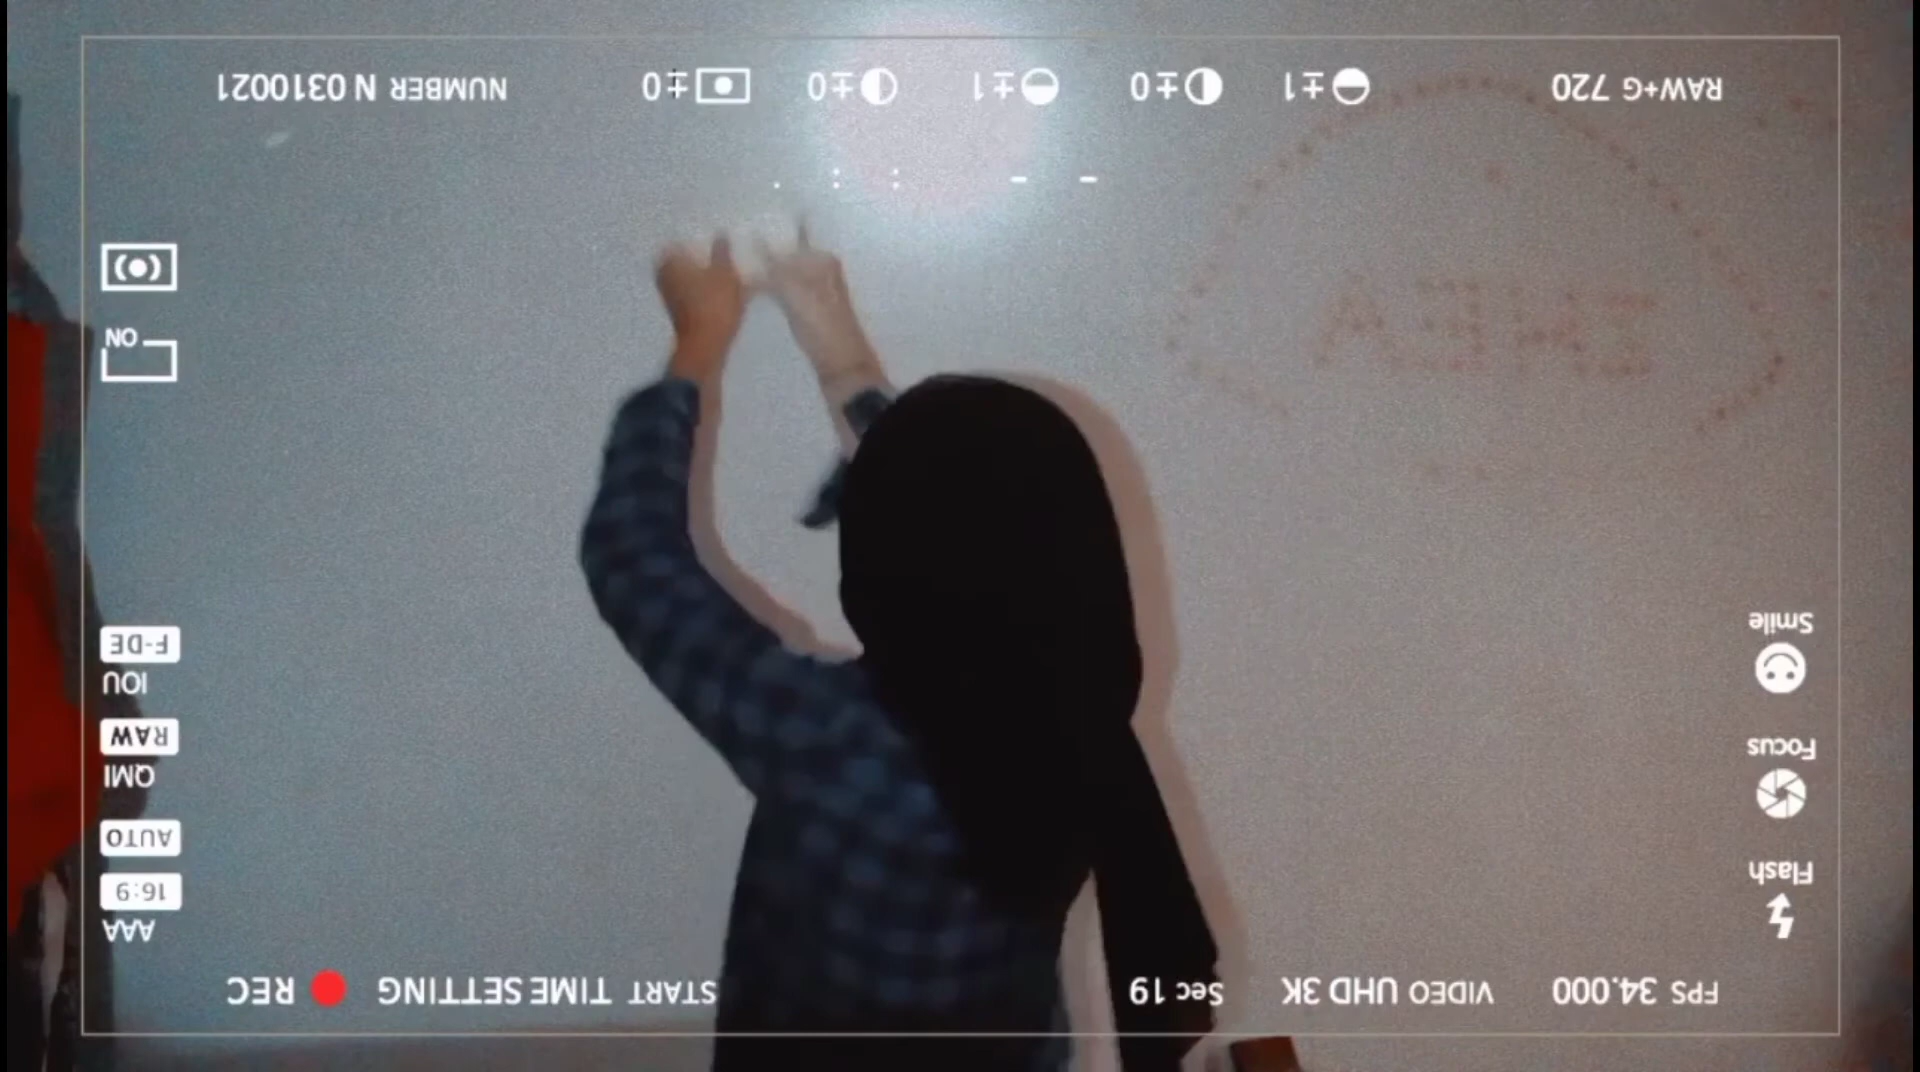 FPS 34.000 VIDEO UHD 3K Sec 19 START TIME SETTING REC
Flash
Focus
Smile
AAA
16:9
AUTO
QMI
RAW
IOU
F-DE
ON
- - : : .
RAW+G 720 ±1 ±0 ±1 ±0 ±0 NUMBER N 0310021